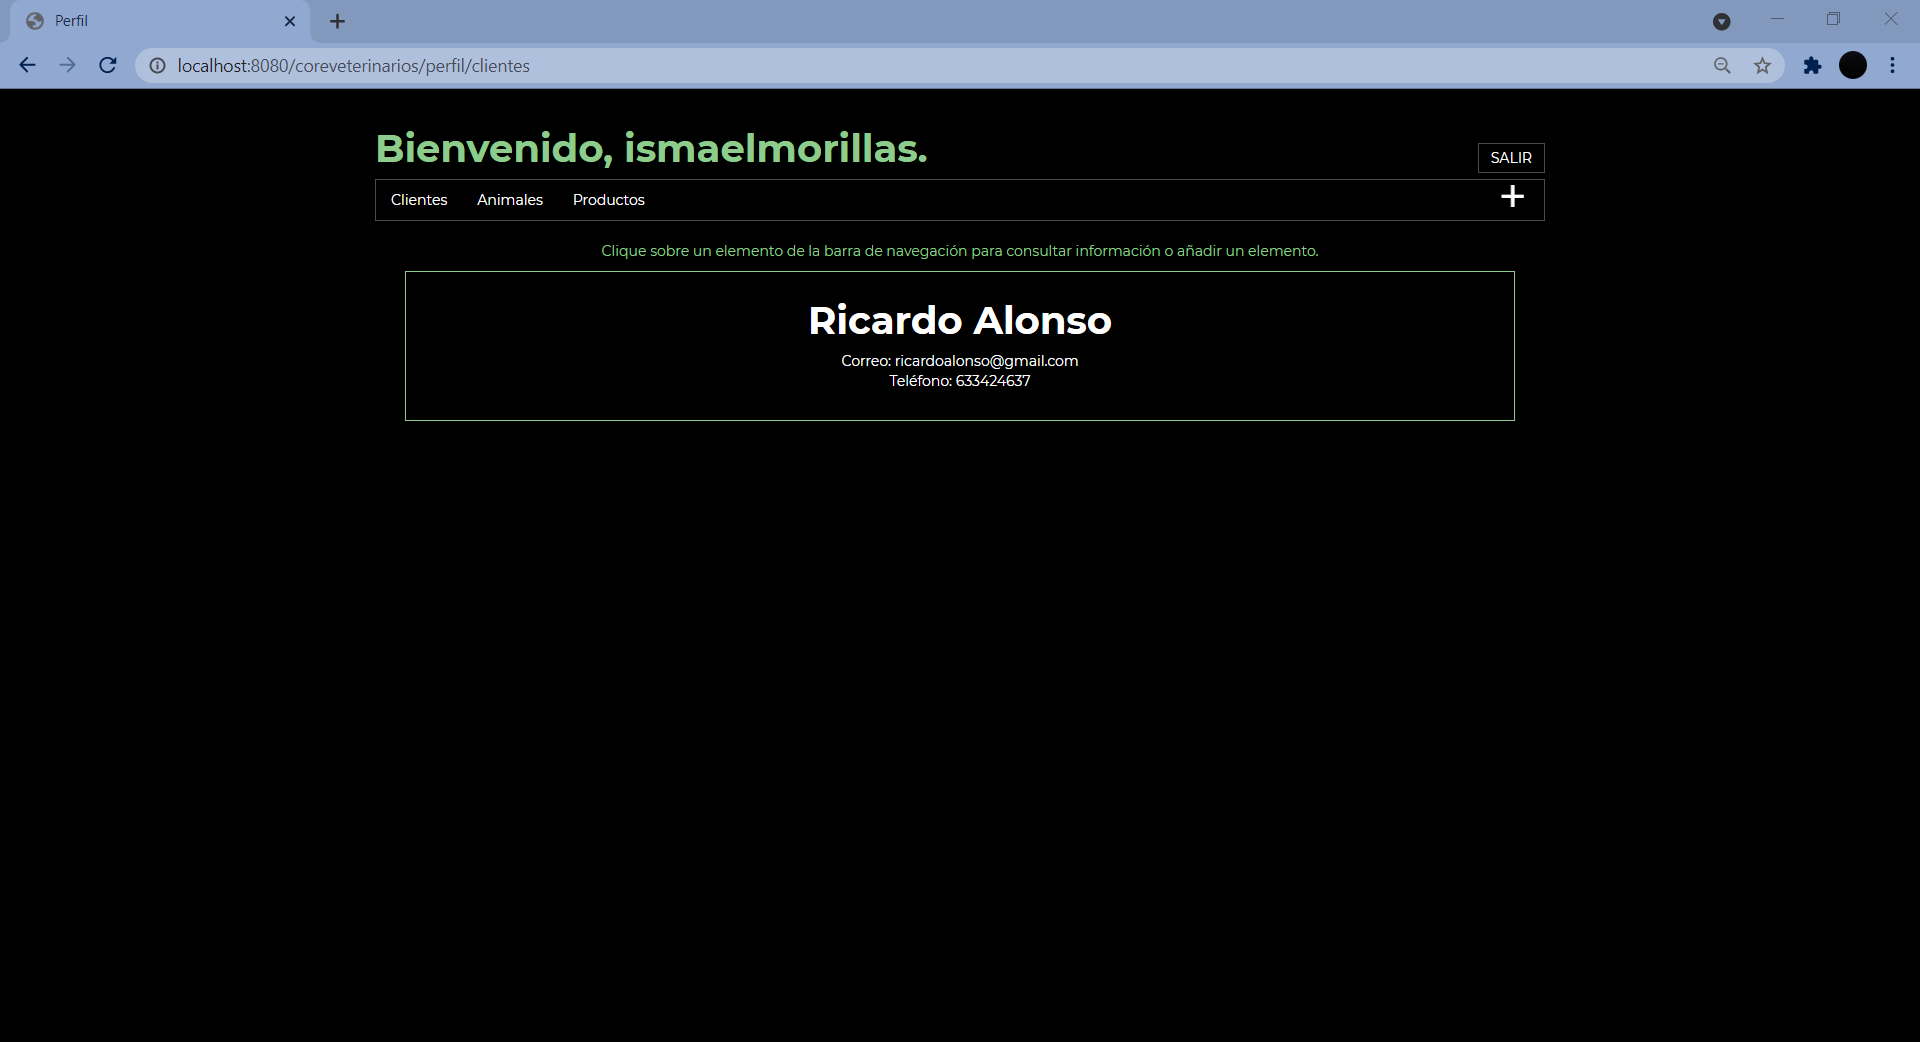 Perfil
localhost:8080/coreveterinarios/perfil/clientes
Bienvenido, ismaelmorillas.
SALIR
Clientes Animales Productos +
Clique sobre un elemento de la barra de navegación para consultar información o añadir un elemento.
Ricardo Alonso
Correo: ricardoalonso@gmail.com
Teléfono: 633424637